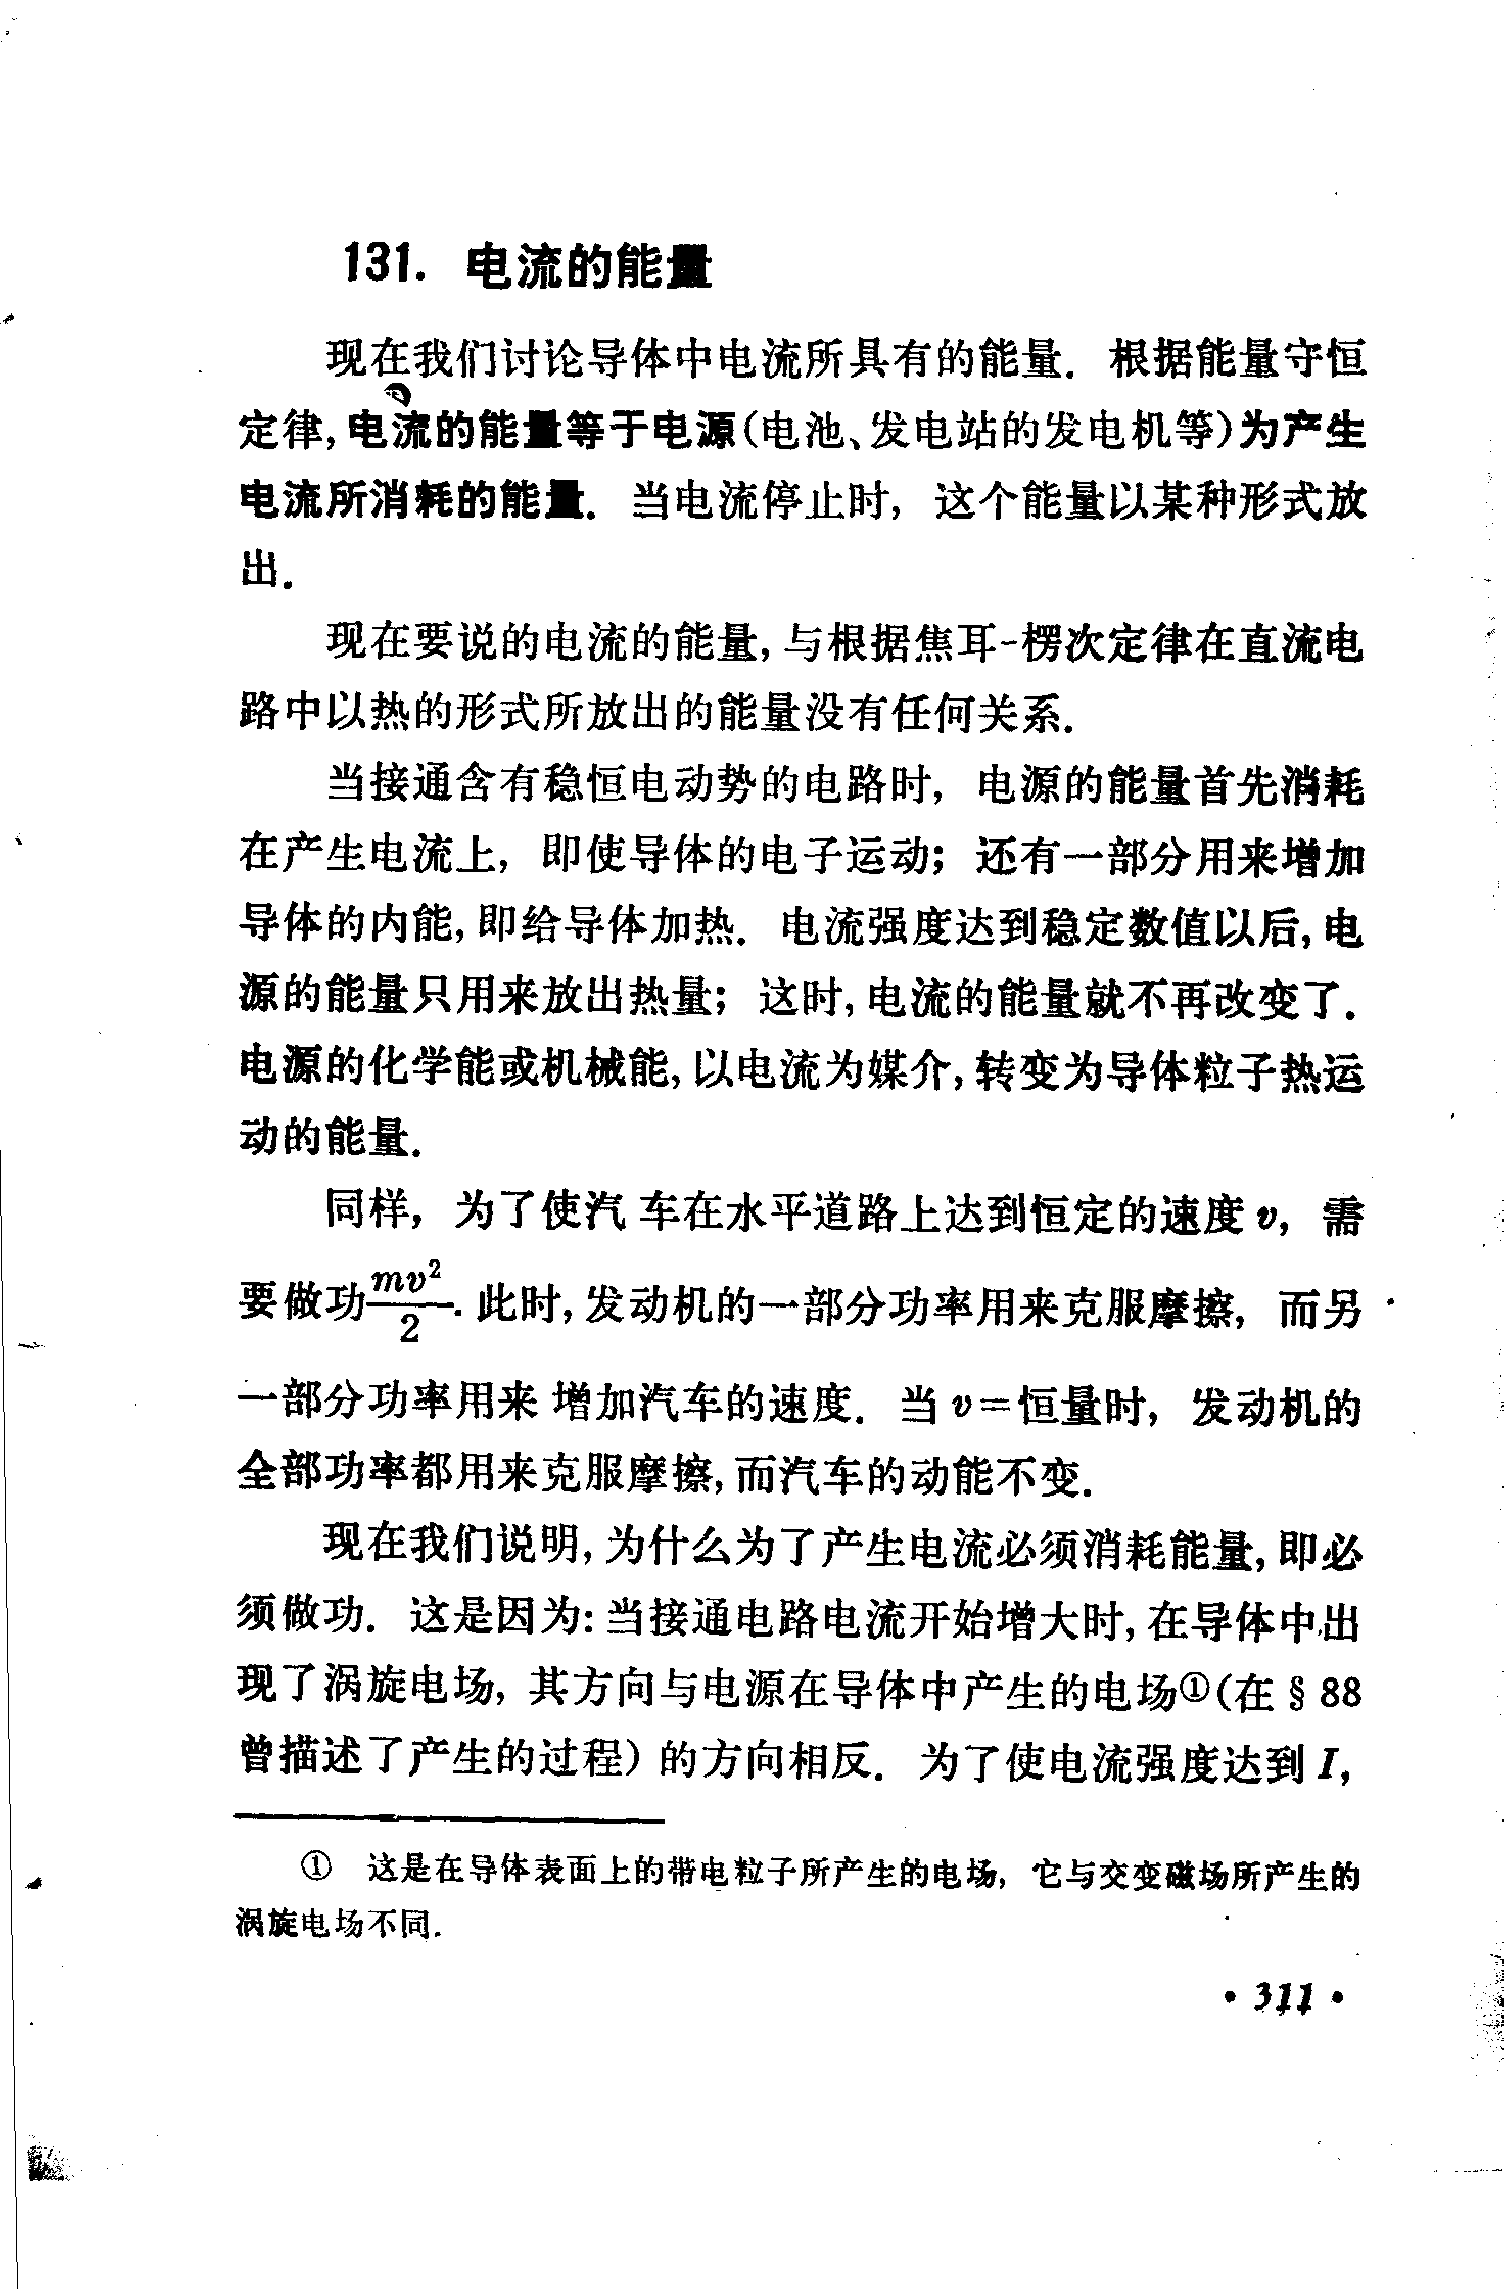 131. 电流的能量
现在我们讨论导体中电流所具有的能量. 根据能量守恒
定律,电流的能量等于电源(电池、发电站的发电机等)为产生
电流所消耗的能量. 当电流停止时, 这个能量以某种形式放
出.
现在要说的电流的能量,与根据焦耳-楞次定律在直流电
路中以热的形式所放出的能量没有任何关系.
当接通含有稳恒电动势的电路时, 电源的能量首先消耗
在产生电流上, 即使导体的电子运动; 还有一部分用来增加
导体的内能,即给导体加热. 电流强度达到稳定数值以后,电
源的能量只用来放出热量; 这时,电流的能量就不再改变了.
电源的化学能或机械能,以电流为媒介,转变为导体粒子热运
动的能量.
同样, 为了使汽车在水平道路上达到恒定的速度 v, 需
要做功 mv²/2. 此时,发动机的一部分功率用来克服摩擦, 而另
一部分功率用来增加汽车的速度. 当 v=恒量时, 发动机的
全部功率都用来克服摩擦,而汽车的动能不变.
现在我们说明,为什么为了产生电流必须消耗能量,即必
须做功. 这是因为:当接通电路电流开始增大时,在导体中出
现了涡旋电场, 其方向与电源在导体中产生的电场①(在 § 88
曾描述了产生的过程) 的方向相反. 为了使电流强度达到 I,
① 这是在导体表面上的带电粒子所产生的电场, 它与交变磁场所产生的
涡旋电场不同.
· 311 ·